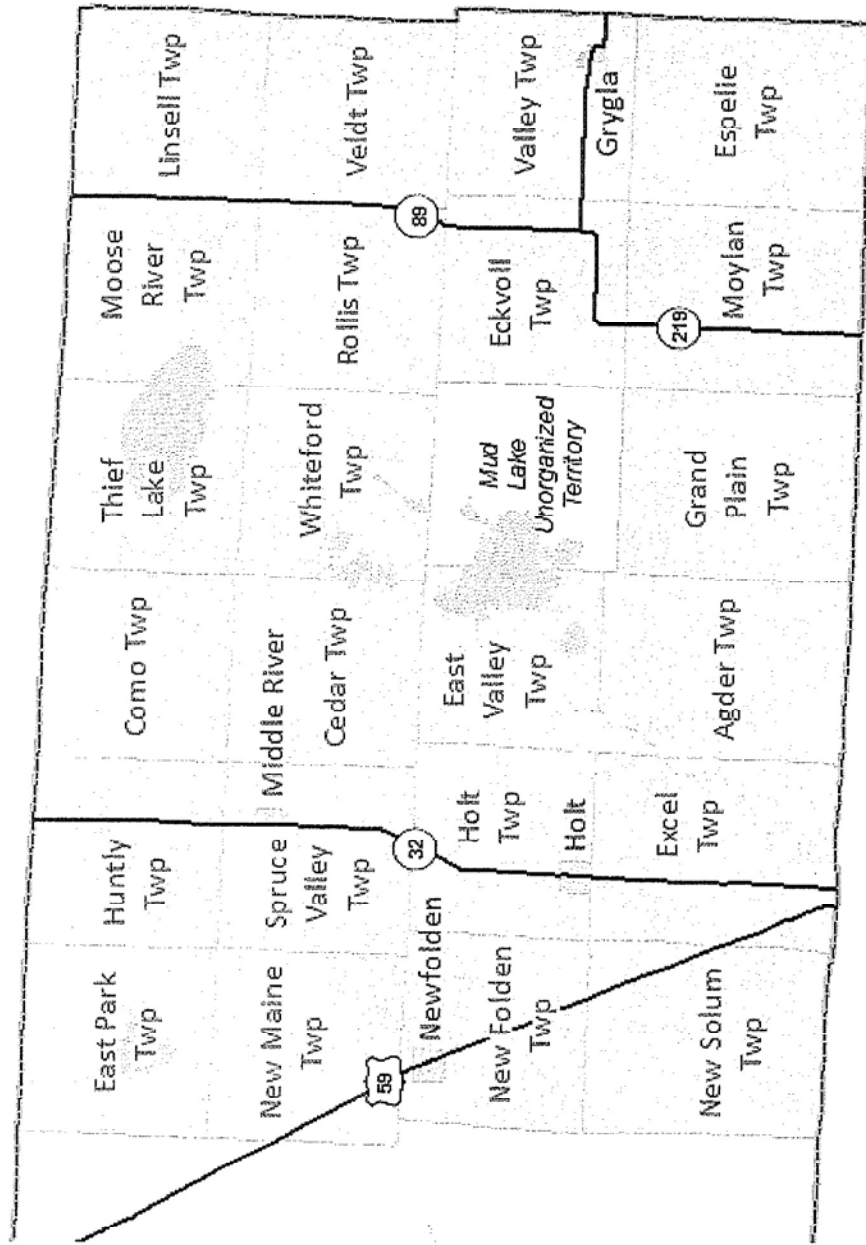 East Park
Twp
Huntly
Twp
Como Twp
Thief
Lake
Twp
Moose
River
Twp
Linsell Twp
New Maine
Twp
Spruce
Valley
Twp
Middle River
Cedar Twp
Whiteford
Twp
Rollis Twp
Veldt Twp
59
Newfolden
32
89
New Folden
Twp
Holt
Twp
Holt
East
Valley
Twp
Mud
Lake
Unorganized
Territory
Eckvoll
Twp
Valley Twp
Grygla
New Solum
Twp
Excel
Twp
Agder Twp
Grand
Plain
Twp
219
Moylan
Twp
Espelie
Twp